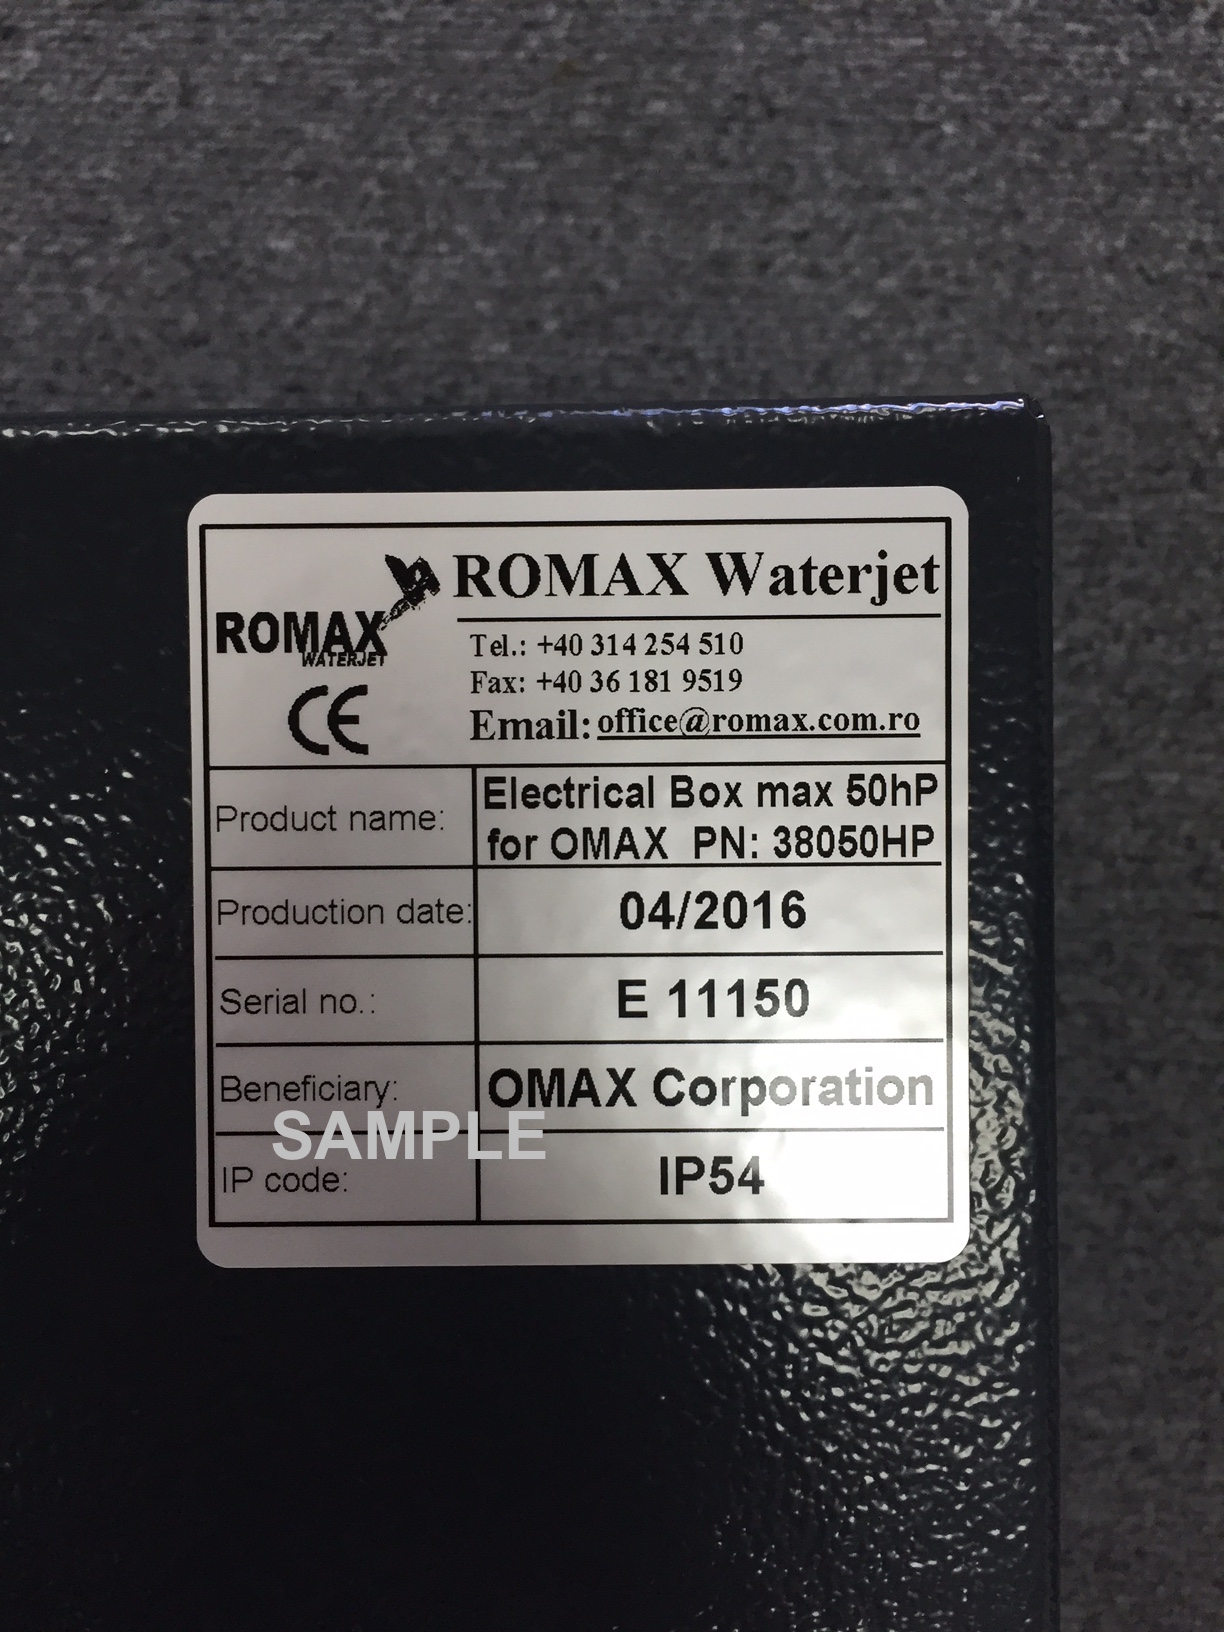 ROMAX Waterjet
ROMAX
WATERJET
CE
Tel.: +40 314 254 510
Fax: +40 36 181 9519
Email: office@romax.com.ro
Product name: Electrical Box max 50hP
for OMAX PN: 38050HP
Production date: 04/2016
Serial no.: E 11150
Beneficiary: OMAX Corporation
SAMPLE
IP code: IP54